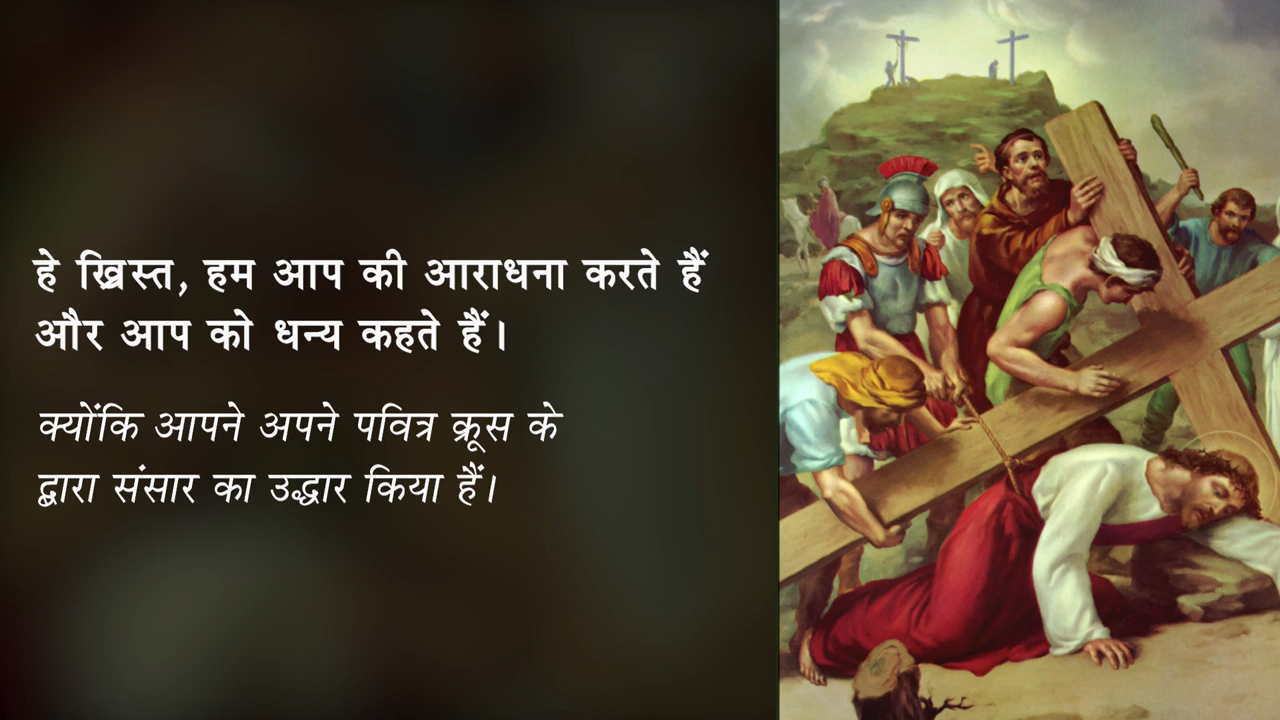 हे ख्रिस्त, हम आप की आराधना करते हैं
और आप को धन्य कहते हैं।
क्योंकि आपने अपने पवित्र क्रूस के
द्वारा संसार का उद्धार किया हैं।